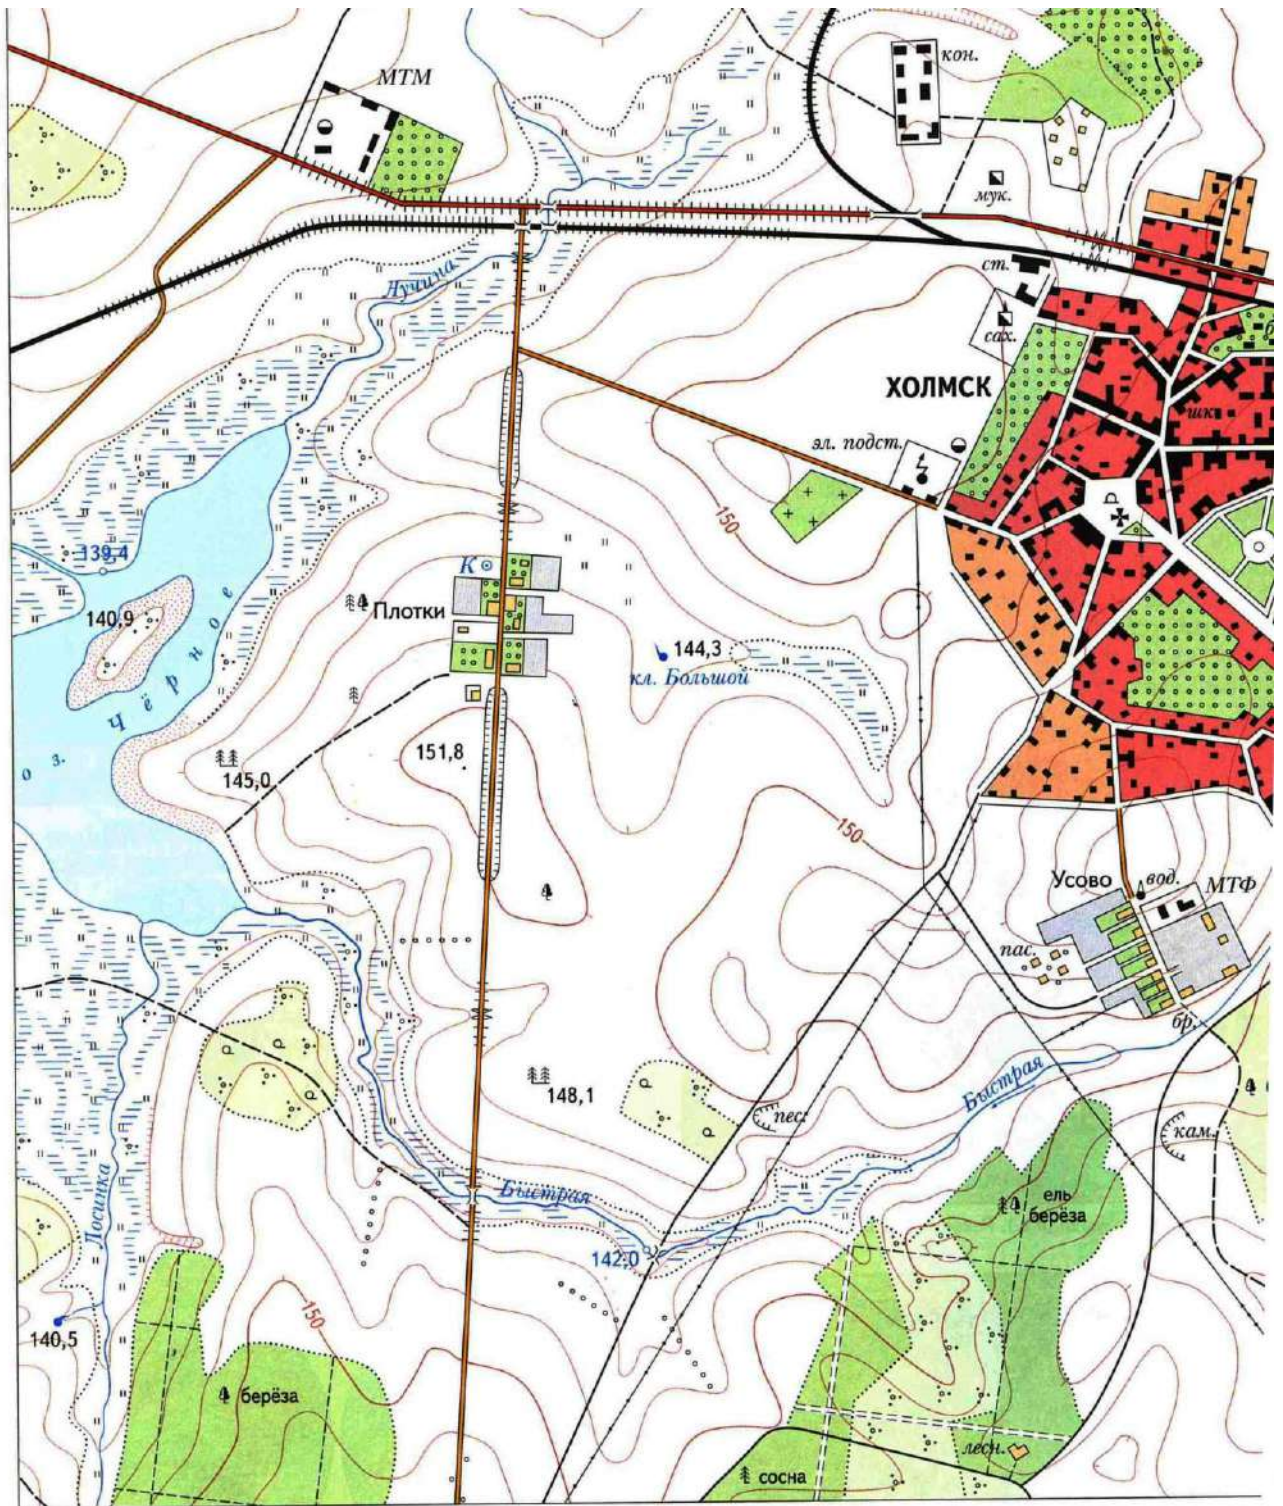 МТМ
кон.
мук.
Лучина
ст.
сах.
ХОЛМСК
шк.
эл. подст.
150
139,4
К
140,9
Плотки
144,3
кл. Большой
оз. Чёрное
151,8
145,0
150
Усово
вод.
МТФ
пас.
бр.
148,1
пес.
Быстрая
кам.
Лосинка
Быстрая
ель
берёза
142,0
150
140,5
берёза
лесн.
сосна